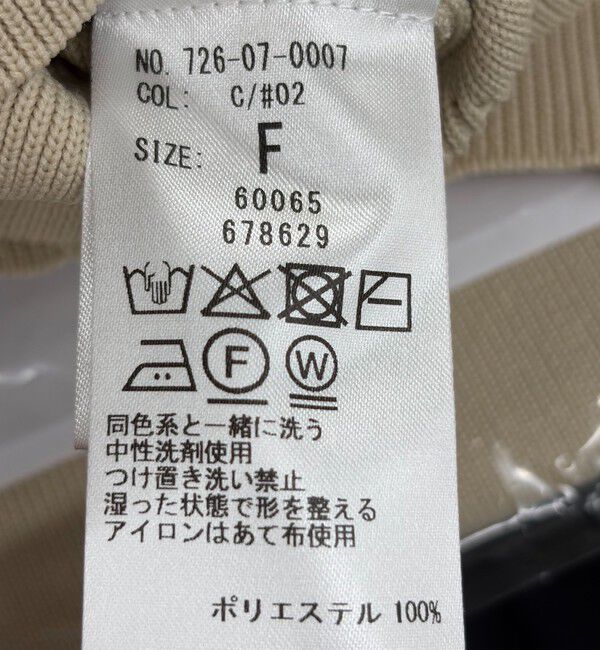 NO. 726-07-0007
COL: C/#02
SIZE: F
60065
678629
F W
同色系と一緒に洗う
中性洗剤使用
つけ置き洗い禁止
湿った状態で形を整える
アイロンはあて布使用
ポリエステル 100%